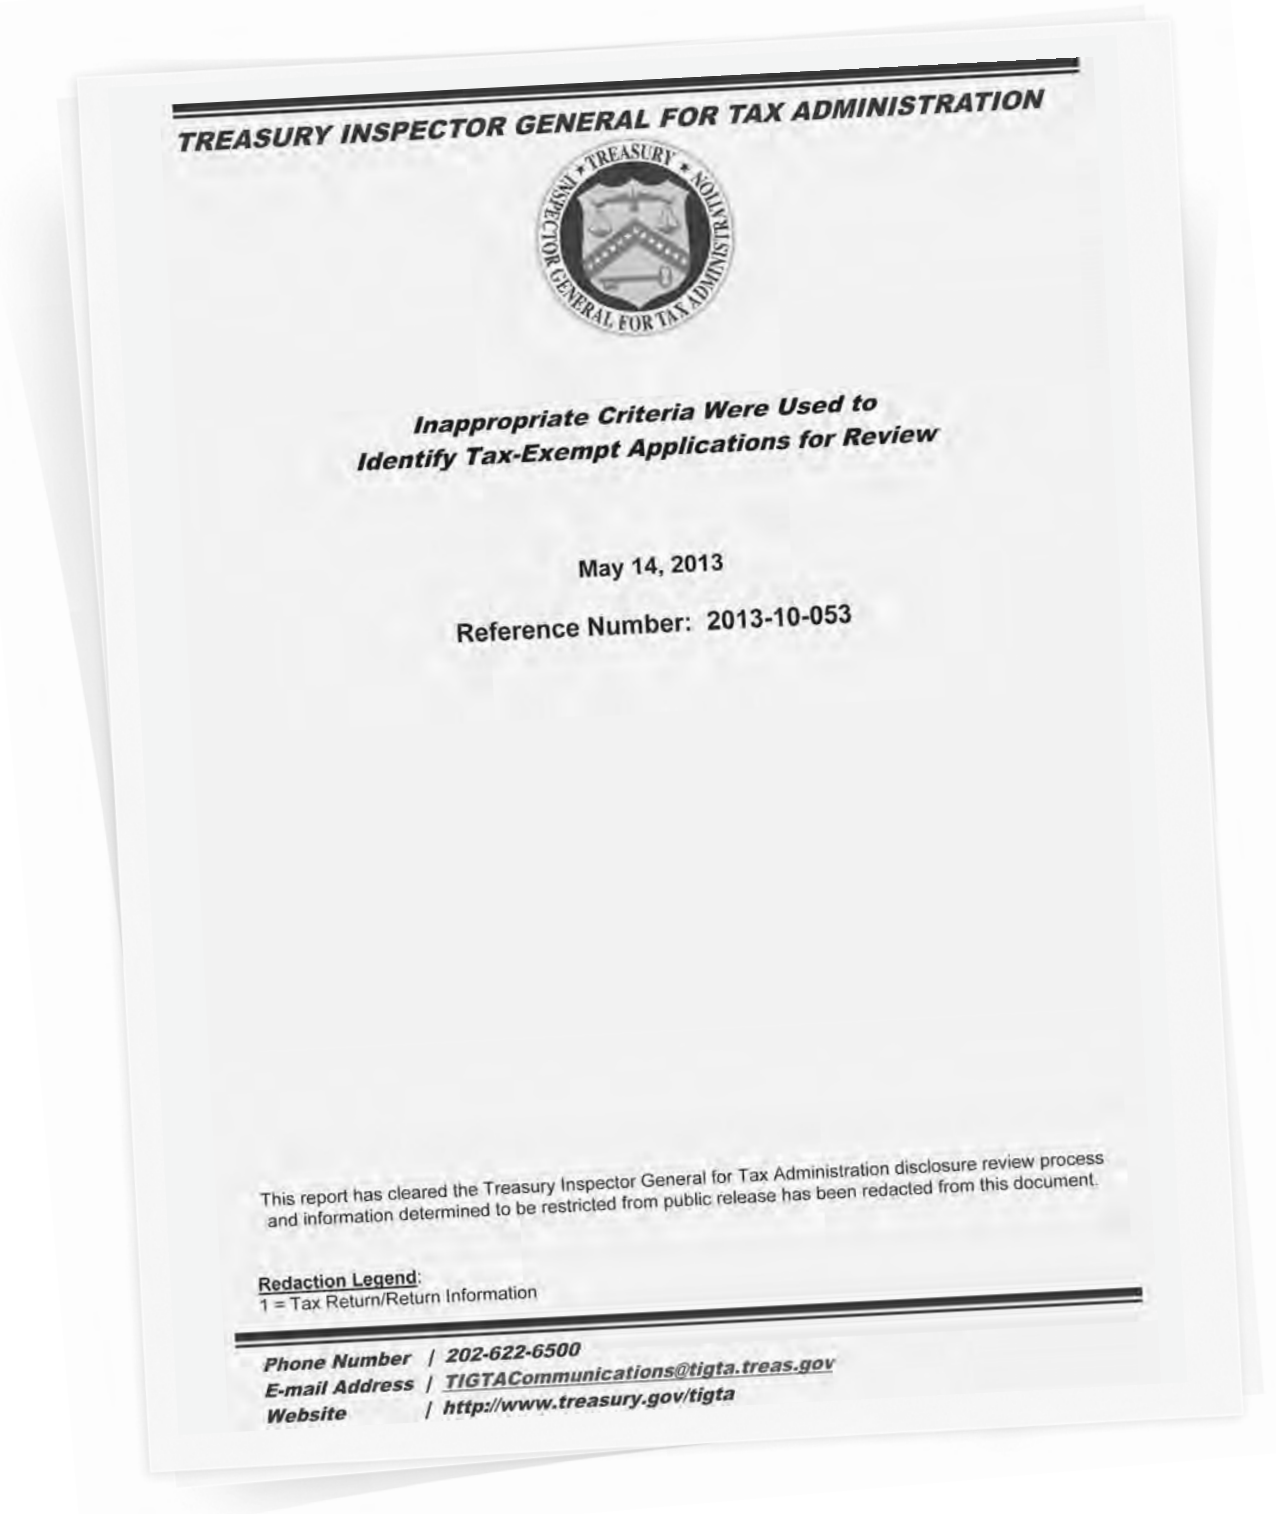 TREASURY INSPECTOR GENERAL FOR TAX ADMINISTRATION
★ TREASURY ★
INSPECTOR GENERAL FOR TAX ADMINISTRATION
Inappropriate Criteria Were Used to
Identify Tax-Exempt Applications for Review
May 14, 2013
Reference Number: 2013-10-053
This report has cleared the Treasury Inspector General for Tax Administration disclosure review process
and information determined to be restricted from public release has been redacted from this document.
Redaction Legend:
1 = Tax Return/Return Information
Phone Number | 202-622-6500
E-mail Address | TIGTACommunications@tigta.treas.gov
Website | http://www.treasury.gov/tigta